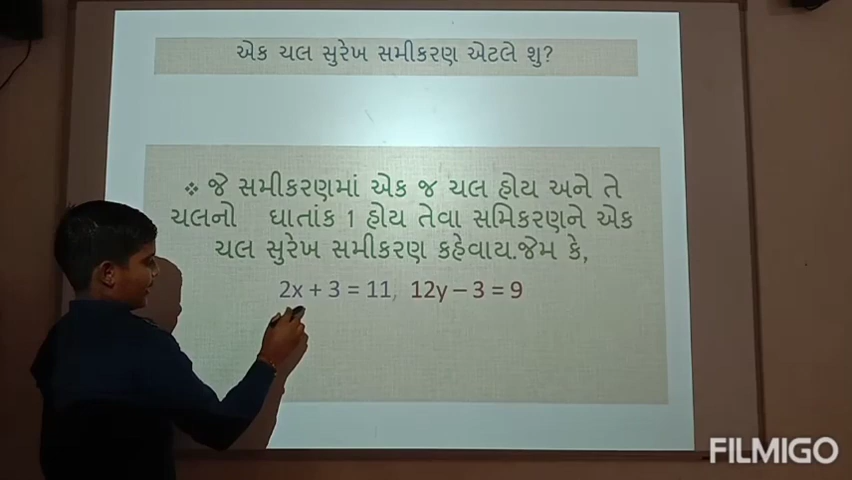 એક ચલ સુરેખ સમીકરણ એટલે શુ?
❖ જે સમીકરણમાં એક જ ચલ હોય અને તે
ચલનો ઘાતાંક 1 હોય તેવા સમિકરણને એક
ચલ સુરેખ સમીકરણ કહેવાય.જેમ કે,
2x + 3 = 11, 12y – 3 = 9
FILMIGO